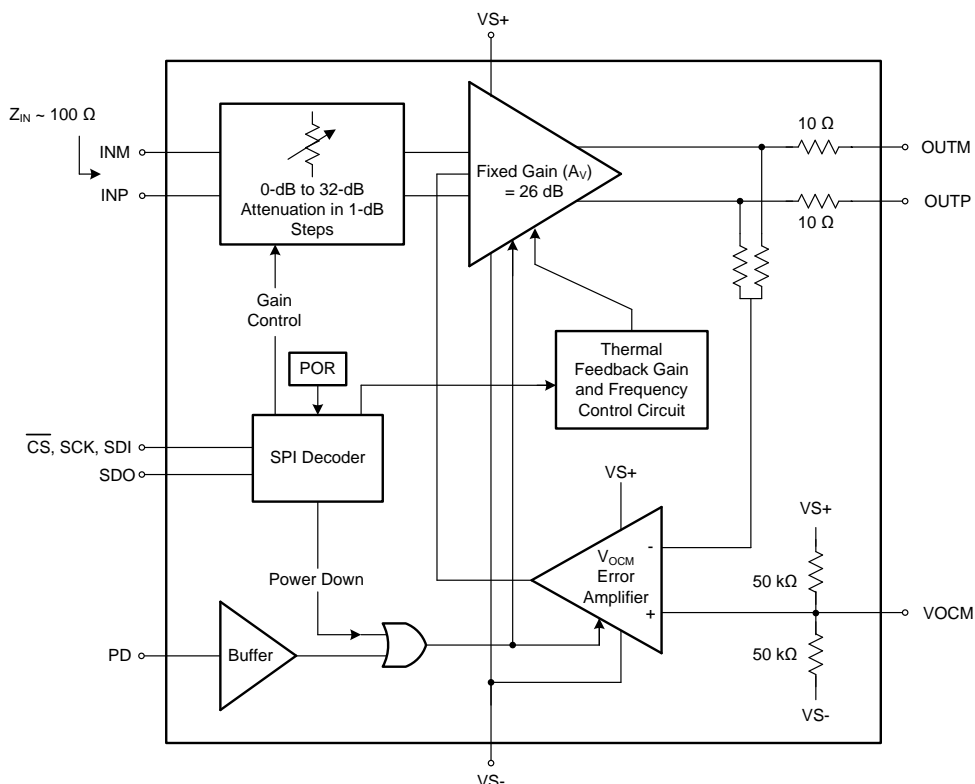 VS+
Z_IN ~ 100 Ω
INM
INP
0-dB to 32-dB
Attenuation in 1-dB
Steps
Fixed Gain (A_V)
= 26 dB
10 Ω
OUTM
OUTP
10 Ω
Gain
Control
POR
Thermal
Feedback Gain
and Frequency
Control Circuit
C̅S̅, SCK, SDI
SDO
SPI Decoder
VS+
VS+
-
V_OCM
Error
Amplifier
+
50 kΩ
VOCM
50 kΩ
VS-
Power Down
PD
Buffer
VS-